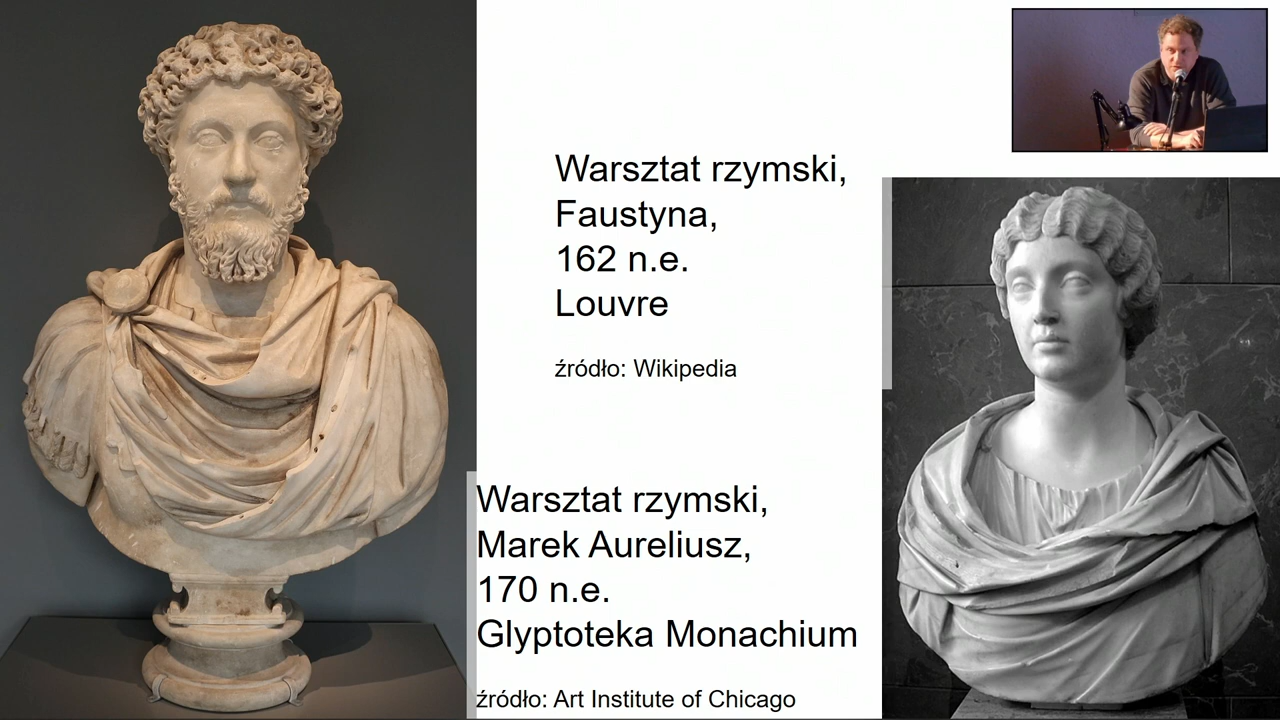 Warsztat rzymski,
Faustyna,
162 n.e.
Louvre
źródło: Wikipedia
Warsztat rzymski,
Marek Aureliusz,
170 n.e.
Glyptoteka Monachium
źródło: Art Institute of Chicago